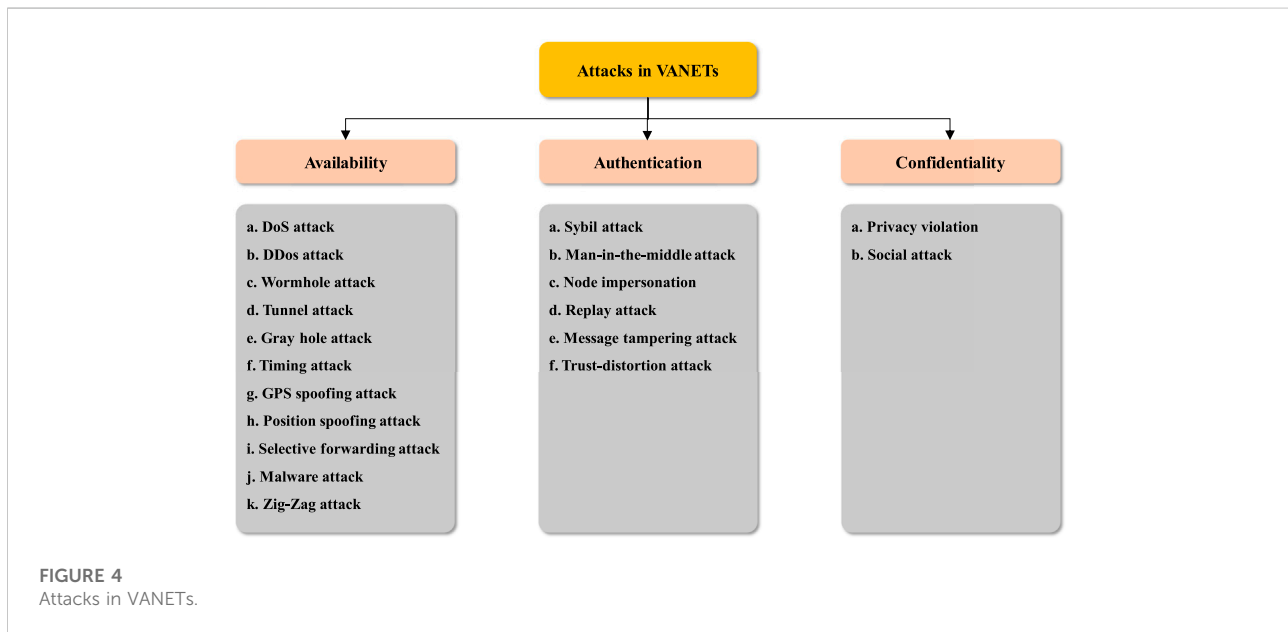 Attacks in VANETs
Availability
Authentication
Confidentiality
a. DoS attack
b. DDos attack
c. Wormhole attack
d. Tunnel attack
e. Gray hole attack
f. Timing attack
g. GPS spoofing attack
h. Position spoofing attack
i. Selective forwarding attack
j. Malware attack
k. Zig-Zag attack
a. Sybil attack
b. Man-in-the-middle attack
c. Node impersonation
d. Replay attack
e. Message tampering attack
f. Trust-distortion attack
a. Privacy violation
b. Social attack
FIGURE 4
Attacks in VANETs.